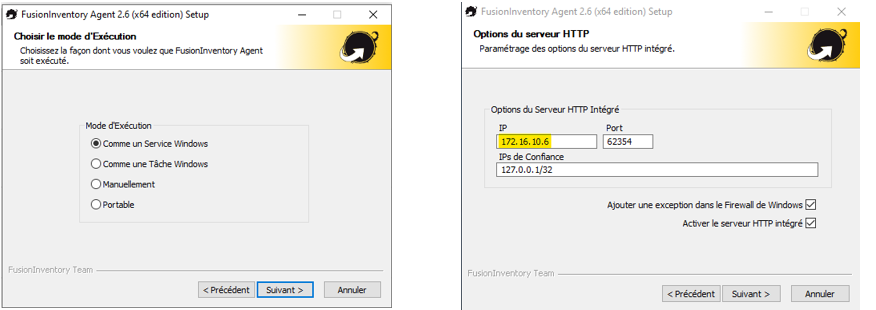 FusionInventory Agent 2.6 (x64 edition) Setup
Choisir le mode d'Exécution
Choisissez la façon dont vous voulez que FusionInventory Agent
soit exécuté.
Mode d'Exécution
Comme un Service Windows
Comme une Tâche Windows
Manuellement
Portable
FusionInventory Team
< Précédent
Suivant >
Annuler
FusionInventory Agent 2.6 (x64 edition) Setup
Options du serveur HTTP
Paramétrage des options du serveur HTTP intégré.
Options du Serveur HTTP Intégré
IP Port
172.16.10.6 62354
IPs de Confiance
127.0.0.1/32
Ajouter une exception dans le Firewall de Windows
Activer le serveur HTTP intégré
FusionInventory Team
< Précédent
Suivant >
Annuler